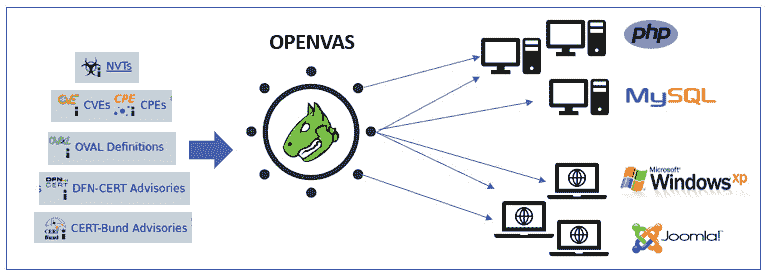 OPENVAS
NVTs
CVE CVEs CPE CPEs
OVAL OVAL Definitions
DFN-CERT DFN-CERT Advisories
CERT Bund CERT-Bund Advisories
php
MySQL
Microsoft
Windows xp
Joomla!